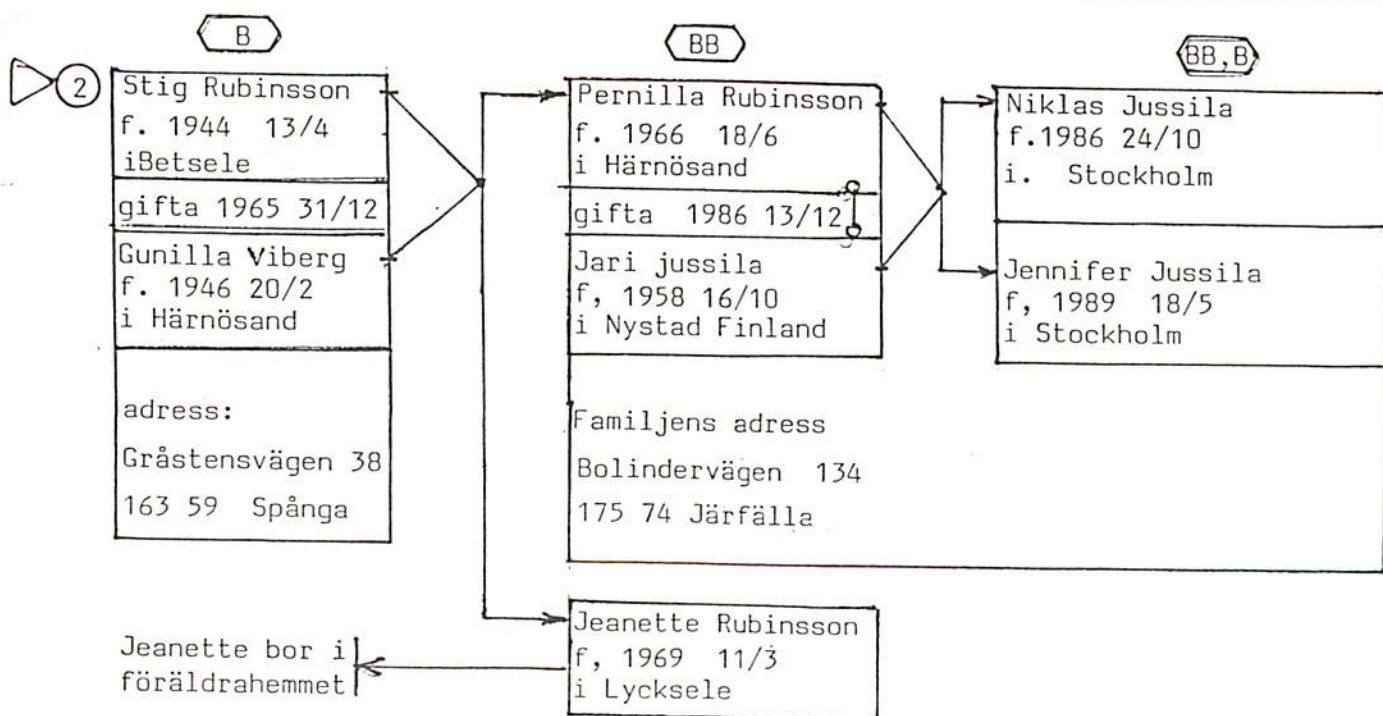 B
2
Stig Rubinsson
f. 1944 13/4
iBetsele
gifta 1965 31/12
Gunilla Viberg
f. 1946 20/2
i Härnösand
adress:
Gråstensvägen 38
163 59 Spånga
BB
Pernilla Rubinsson
f. 1966 18/6
i Härnösand
gifta 1986 13/12
Jari jussila
f, 1958 16/10
i Nystad Finland
Familjens adress
Bolindervägen 134
175 74 Järfälla
BB,B
Niklas Jussila
f.1986 24/10
i. Stockholm
Jennifer Jussila
f, 1989 18/5
i Stockholm
Jeanette Rubinsson
f, 1969 11/3
i Lycksele
Jeanette bor i
föräldrahemmet